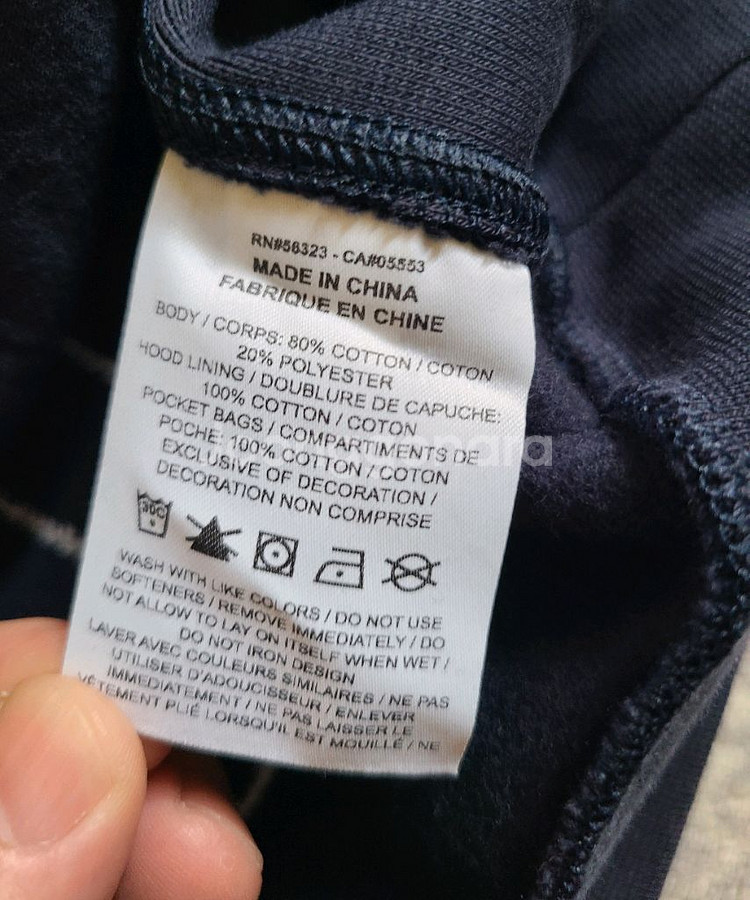 RN#56323 - CA#05553
MADE IN CHINA
FABRIQUE EN CHINE
BODY / CORPS: 80% COTTON / COTON
20% POLYESTER
HOOD LINING / DOUBLURE DE CAPUCHE:
100% COTTON / COTON
POCKET BAGS / COMPARTIMENTS DE
POCHE: 100% COTTON / COTON
EXCLUSIVE OF DECORATION /
DECORATION NON COMPRISE
30C
WASH WITH LIKE COLORS / DO NOT USE
SOFTENERS / REMOVE IMMEDIATELY / DO
NOT ALLOW TO LAY ON ITSELF WHEN WET /
DO NOT IRON DESIGN
LAVER AVEC COULEURS SIMILAIRES / NE PAS
UTILISER D'ADOUCISSEUR / ENLEVER
IMMEDIATEMENT / NE PAS LAISSER LE
VÊTEMENT PLIÉ LORSQU'IL EST MOUILLÉ / NE